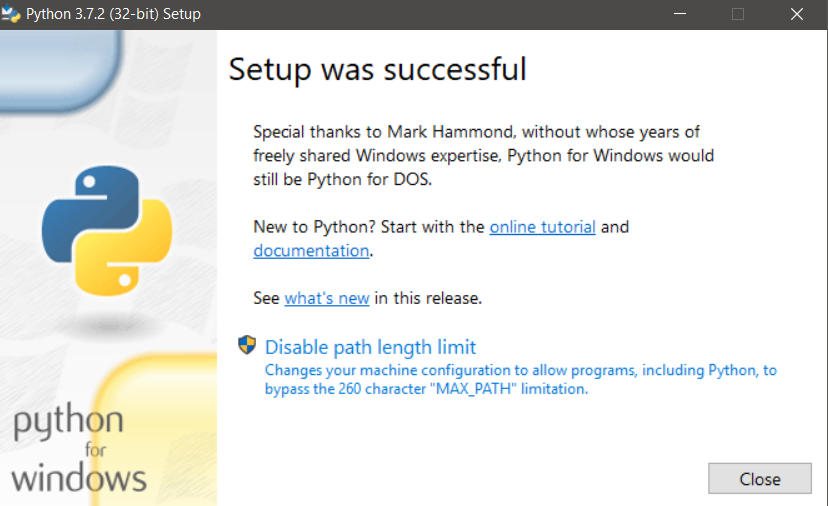 Python 3.7.2 (32-bit) Setup
Setup was successful
Special thanks to Mark Hammond, without whose years of
freely shared Windows expertise, Python for Windows would
still be Python for DOS.
New to Python? Start with the online tutorial and
documentation.
See what's new in this release.
Disable path length limit
Changes your machine configuration to allow programs, including Python, to
bypass the 260 character "MAX_PATH" limitation.
python
for
windows
Close